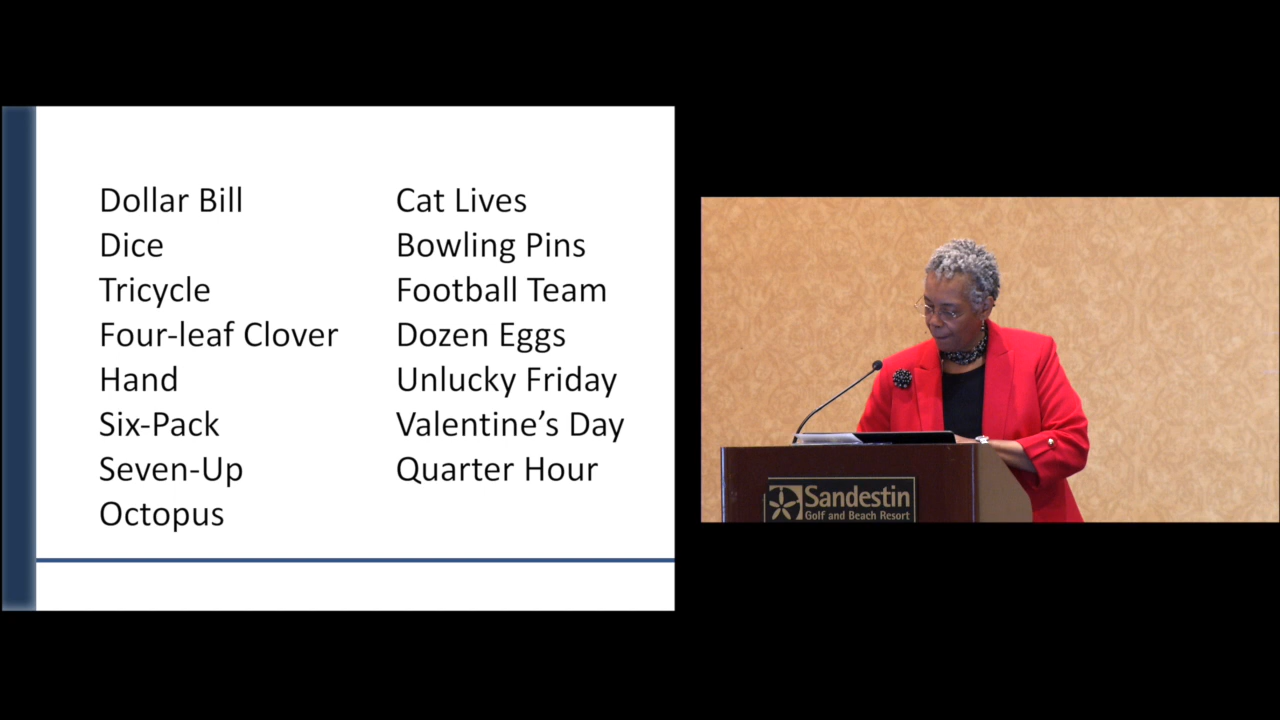 Dollar Bill
Dice
Tricycle
Four-leaf Clover
Hand
Six-Pack
Seven-Up
Octopus
Cat Lives
Bowling Pins
Football Team
Dozen Eggs
Unlucky Friday
Valentine’s Day
Quarter Hour
Sandestin
Golf and Beach Resort